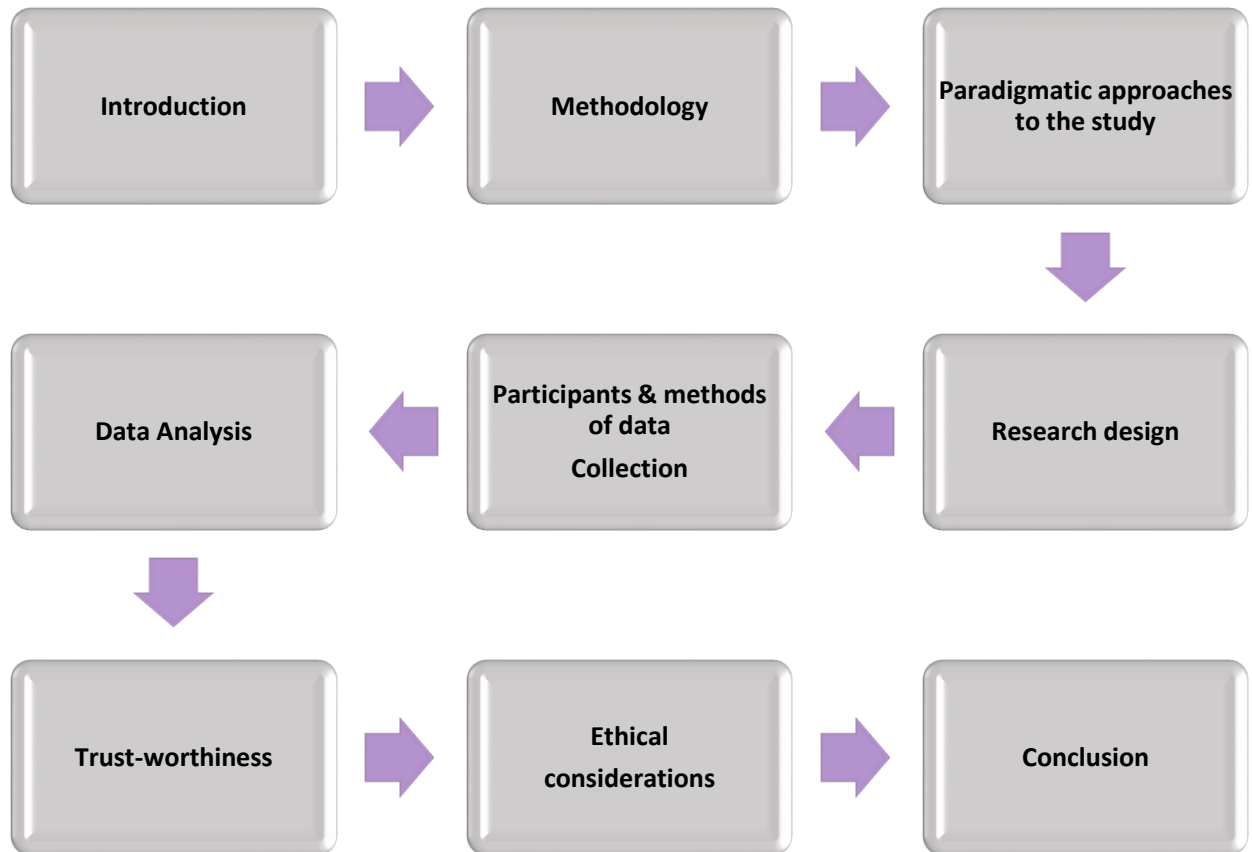 Introduction
Methodology
Paradigmatic approaches
to the study
Research design
Participants & methods
of data
Collection
Data Analysis
Trust-worthiness
Ethical
considerations
Conclusion